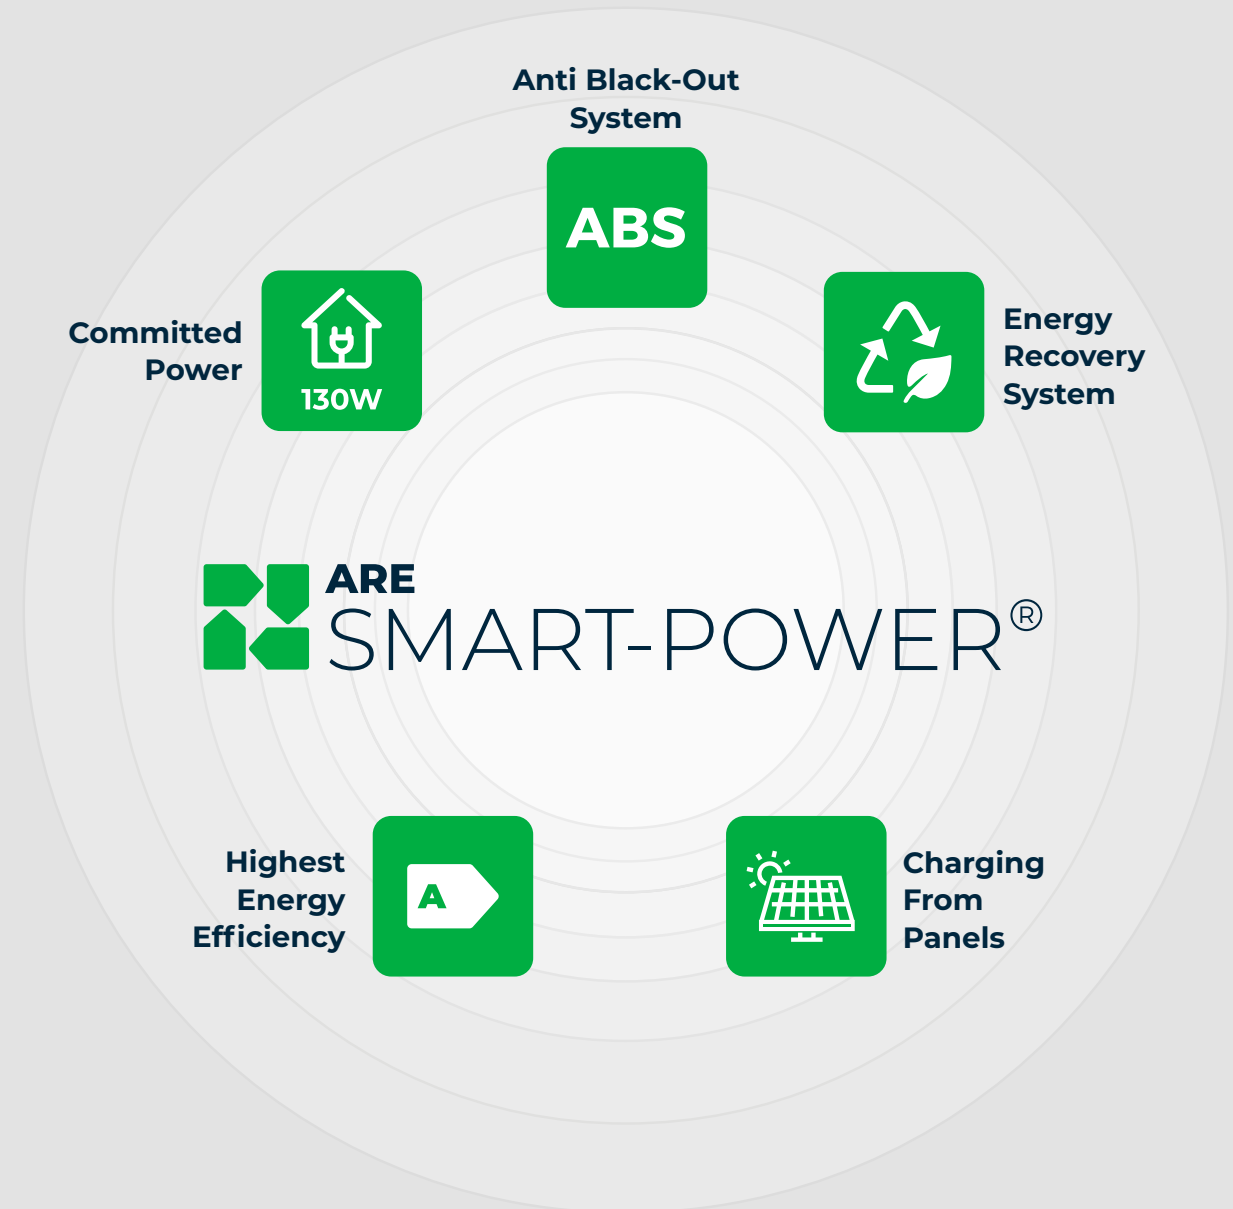 Anti Black-Out
System
ABS
Committed
Power
130W
Energy
Recovery
System
ARE
SMART-POWER®
Highest
Energy
Efficiency
A
Charging
From
Panels